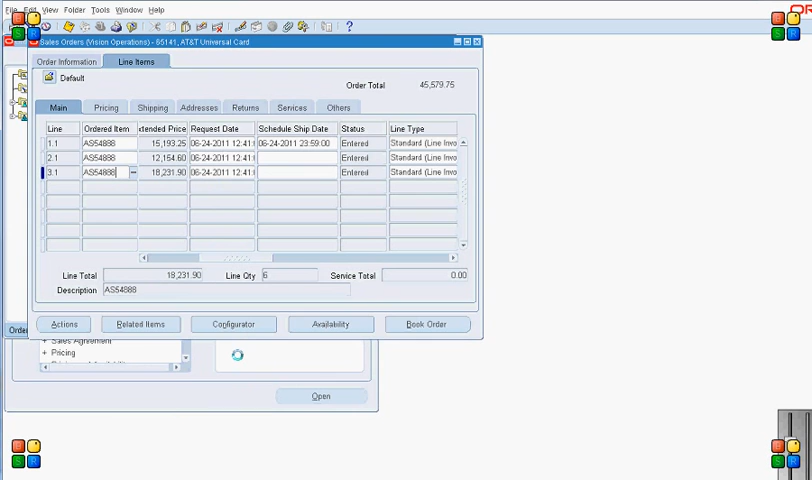 File Edit View Folder Tools Window Help
OR
Sales Orders (Vision Operations) - 65141, AT&T Universal Card
Order Information Line Items
Default
Order Total 45,579.75
Main Pricing Shipping Addresses Returns Services Others
Line Ordered Item xtended Price Request Date Schedule Ship Date Status Line Type
1.1 AS54888 15,193.25 06-24-2011 12:41: 06-24-2011 23:59:00 Entered Standard (Line Invo
2.1 AS54888 12,154.60 06-24-2011 12:41: Entered Standard (Line Invo
3.1 AS54888 18,231.90 06-24-2011 12:41: Entered Standard (Line Invo
Line Total 18,231.90 Line Qty 6 Service Total 0.00
Description AS54888
Actions Related Items Configurator Availability Book Order
Order
+ Sales Agreement
+ Pricing
Open
B
S R
B
S R
B
S R
B
S R